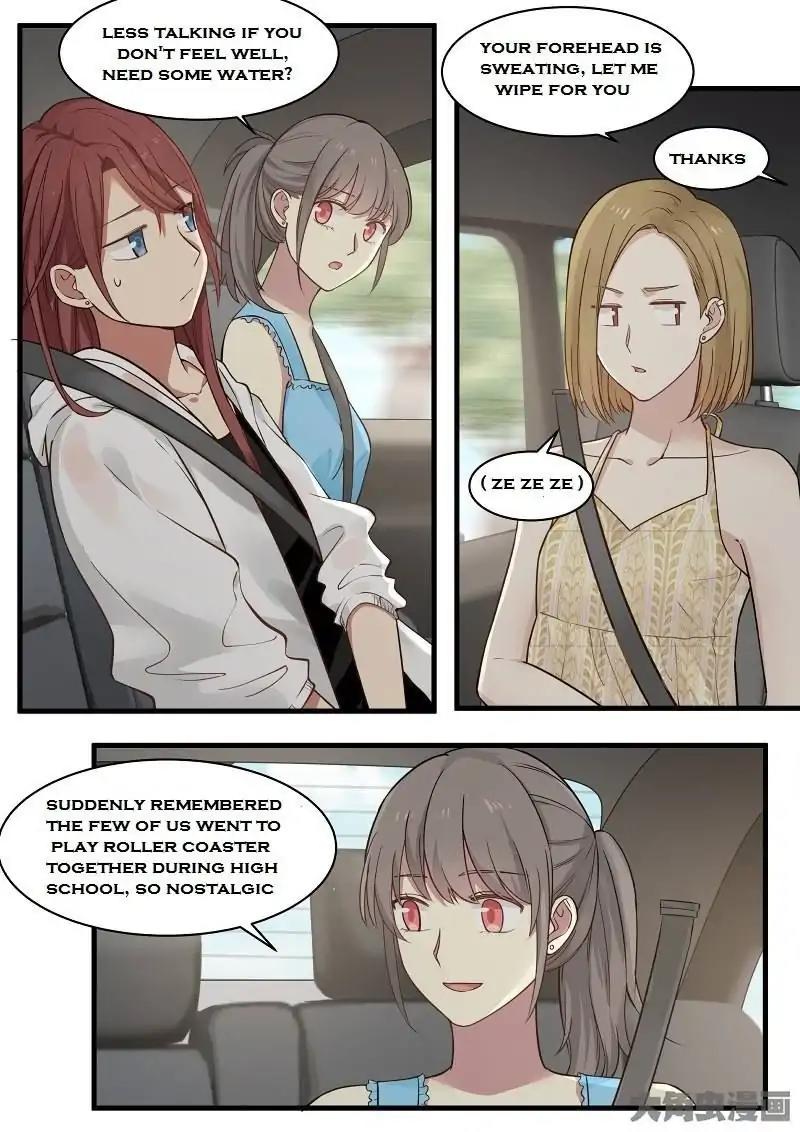 LESS TALKING IF YOU
DON'T FEEL WELL,
NEED SOME WATER?
YOUR FOREHEAD IS
SWEATING, LET ME
WIPE FOR YOU
THANKS
( ZE ZE ZE )
SUDDENLY REMEMBERED
THE FEW OF US WENT TO
PLAY ROLLER COASTER
TOGETHER DURING HIGH
SCHOOL, SO NOSTALGIC
大角虫漫画